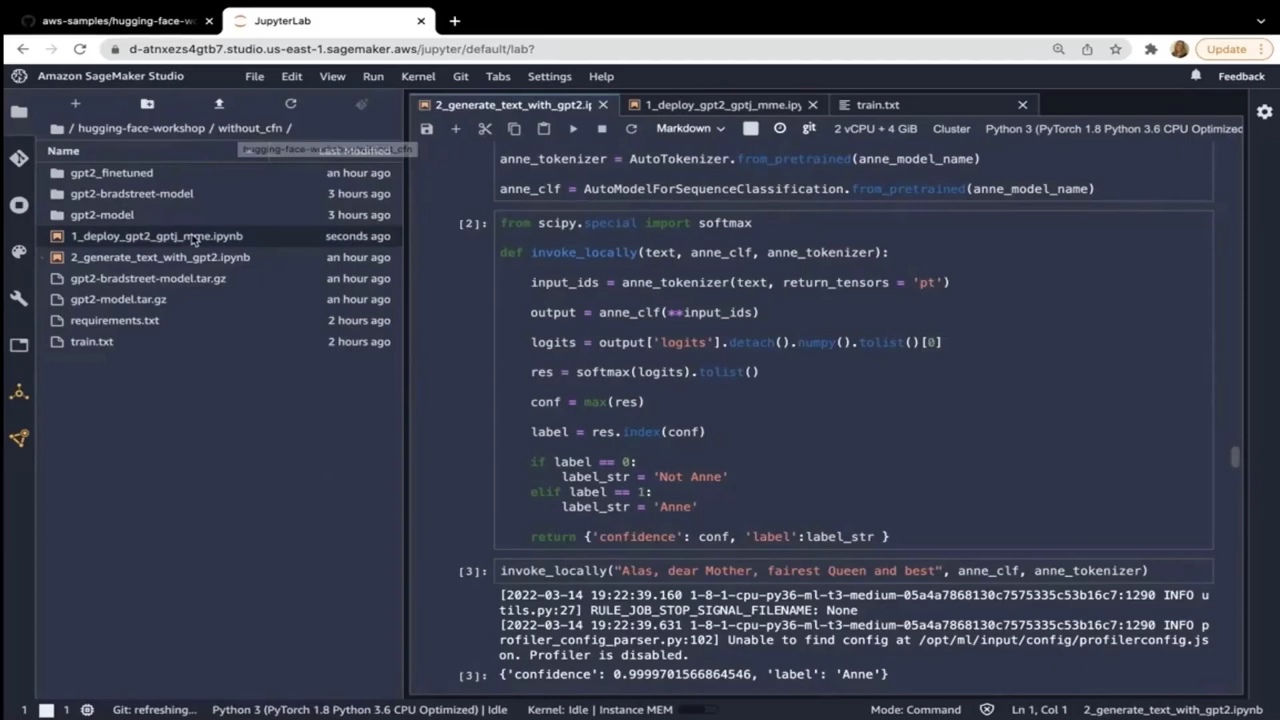 aws-samples/hugging-face-w
JupyterLab
d-atnxezs4gtb7.studio.us-east-1.sagemaker.aws/jupyter/default/lab?
Update
Amazon SageMaker Studio
File Edit View Run Kernel Git Tabs Settings Help
Feedback
/ hugging-face-workshop / without_cfn /
Name
gpt2_finetuned an hour ago
gpt2-bradstreet-model 3 hours ago
gpt2-model 3 hours ago
1_deploy_gpt2_gptj_mme.ipynb seconds ago
2_generate_text_with_gpt2.ipynb an hour ago
gpt2-bradstreet-model.tar.gz an hour ago
gpt2-model.tar.gz an hour ago
requirements.txt 2 hours ago
train.txt 2 hours ago
2_generate_text_with_gpt2.ip
1_deploy_gpt2_gptj_mme.ipy
train.txt
Markdown
git
2 vCPU + 4 GiB
Cluster
Python 3 (PyTorch 1.8 Python 3.6 CPU Optimized
anne_tokenizer = AutoTokenizer.from_pretrained(anne_model_name)
anne_clf = AutoModelForSequenceClassification.from_pretrained(anne_model_name)
[2]: from scipy.special import softmax
def invoke_locally(text, anne_clf, anne_tokenizer):
input_ids = anne_tokenizer(text, return_tensors = 'pt')
output = anne_clf(**input_ids)
logits = output['logits'].detach().numpy().tolist()[0]
res = softmax(logits).tolist()
conf = max(res)
label = res.index(conf)
if label == 0:
label_str = 'Not Anne'
elif label == 1:
label_str = 'Anne'
return {'confidence': conf, 'label':label_str }
[3]: invoke_locally("Alas, dear Mother, fairest Queen and best", anne_clf, anne_tokenizer)
[2022-03-14 19:22:39.160 1-8-1-cpu-py36-ml-t3-medium-05a4a7868130c7575335c53b16c7:1290 INFO u
tils.py:27] RULE_JOB_STOP_SIGNAL_FILENAME: None
[2022-03-14 19:22:39.631 1-8-1-cpu-py36-ml-t3-medium-05a4a7868130c7575335c53b16c7:1290 INFO p
rofiler_config_parser.py:102] Unable to find config at /opt/ml/input/config/profilerconfig.js
on. Profiler is disabled.
[3]: {'confidence': 0.9999701566864546, 'label': 'Anne'}
1 1 Git: refreshing... Python 3 (PyTorch 1.8 Python 3.6 CPU Optimized) | Idle Kernel: Idle | Instance MEM Mode: Command Ln 1, Col 1 2_generate_text_with_gpt2.ipynb